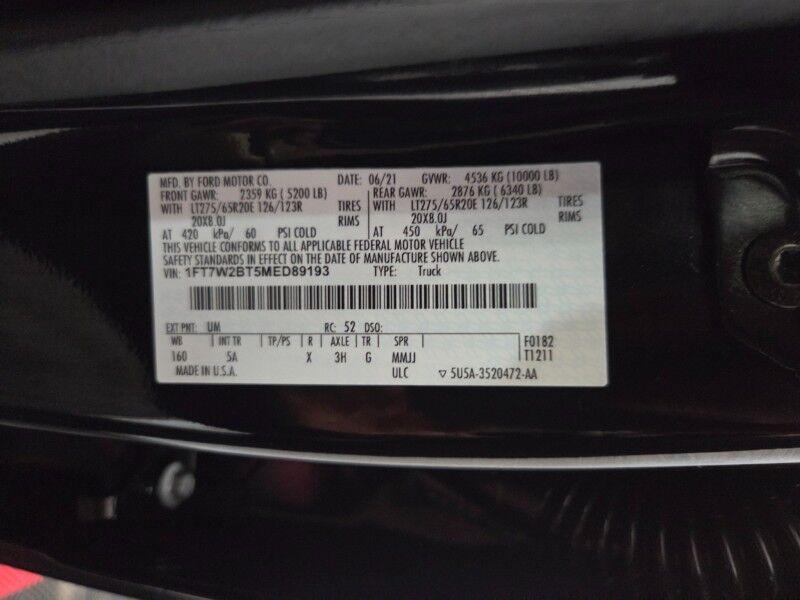 MFD. BY FORD MOTOR CO. DATE: 06/21 GVWR: 4536 KG (10000 LB)
FRONT GAWR: 2359 KG ( 5200 LB) REAR GAWR: 2876 KG ( 6340 LB)
WITH LT275/65R20E 126/123R TIRES WITH LT275/65R20E 126/123R TIRES
20X8.0J RIMS 20X8.0J RIMS
AT 420 kPa/ 60 PSI COLD AT 450 kPa/ 65 PSI COLD
THIS VEHICLE CONFORMS TO ALL APPLICABLE FEDERAL MOTOR VEHICLE
SAFETY STANDARDS IN EFFECT ON THE DATE OF MANUFACTURE SHOWN ABOVE.
VIN: 1FT7W2BT5MED89193 TYPE: Truck
EXT PNT: UM RC: 52 DSO:
WB INT TR TP/PS R AXLE TR SPR F0182
160 5A X 3H G MMJJ T1211
MADE IN U.S.A. ULC ▽ 5U5A-3520472-AA